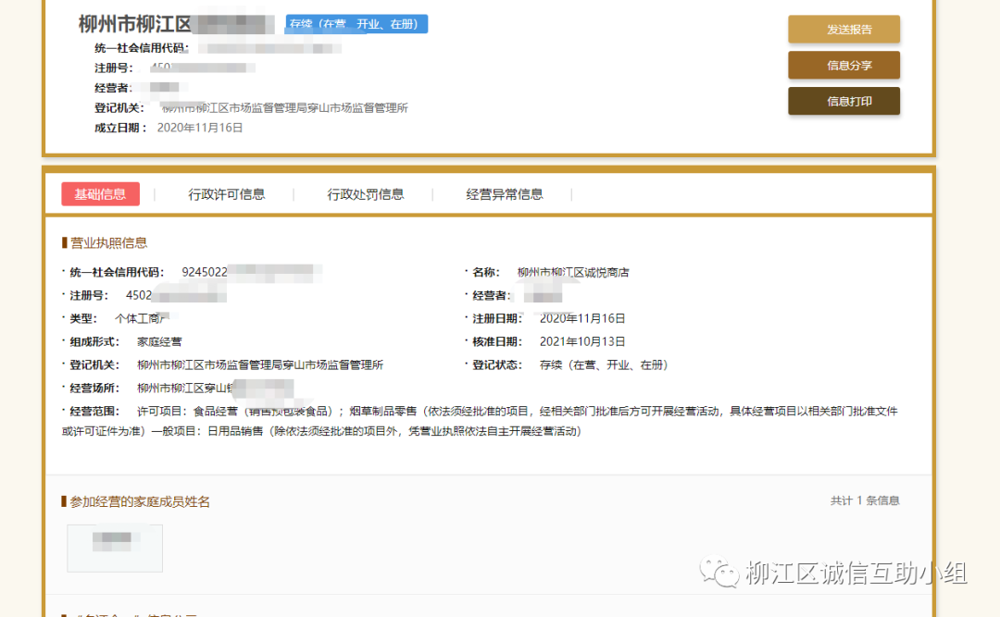 柳州市柳江区
存续（在营、开业、在册）
发送报告
统一社会信用代码：
注册号： 450
信息分享
经营者：
登记机关： 柳州市柳江区市场监督管理局穿山市场监督管理所
信息打印
成立日期： 2020年11月16日
基础信息 行政许可信息 行政处罚信息 经营异常信息
营业执照信息
· 统一社会信用代码： 9245022 · 名称： 柳州市柳江区诚悦商店
· 注册号： 4502 · 经营者：
· 类型： 个体工商户 · 注册日期： 2020年11月16日
· 组成形式： 家庭经营 · 核准日期： 2021年10月13日
· 登记机关： 柳州市柳江区市场监督管理局穿山市场监督管理所 · 登记状态： 存续（在营、开业、在册）
· 经营场所： 柳州市柳江区穿山镇
· 经营范围： 许可项目：食品经营（销售预包装食品）；烟草制品零售（依法须经批准的项目，经相关部门批准后方可开展经营活动，具体经营项目以相关部门批准文件
或许可证件为准）一般项目：日用品销售（除依法须经批准的项目外，凭营业执照依法自主开展经营活动）
参加经营的家庭成员姓名 共计 1 条信息
柳江区诚信互助小组